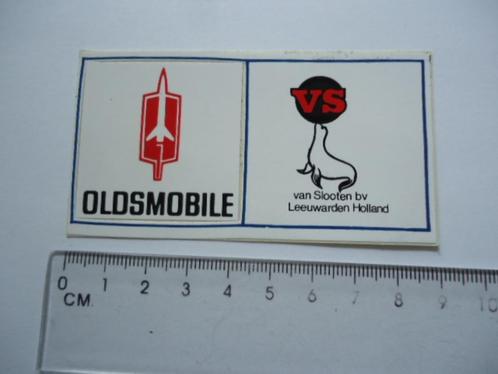 OLDSMOBILE
VS
van Slooten bv
Leeuwarden Holland
0 1 2 3 4 5 6 7 8 9 10
CM